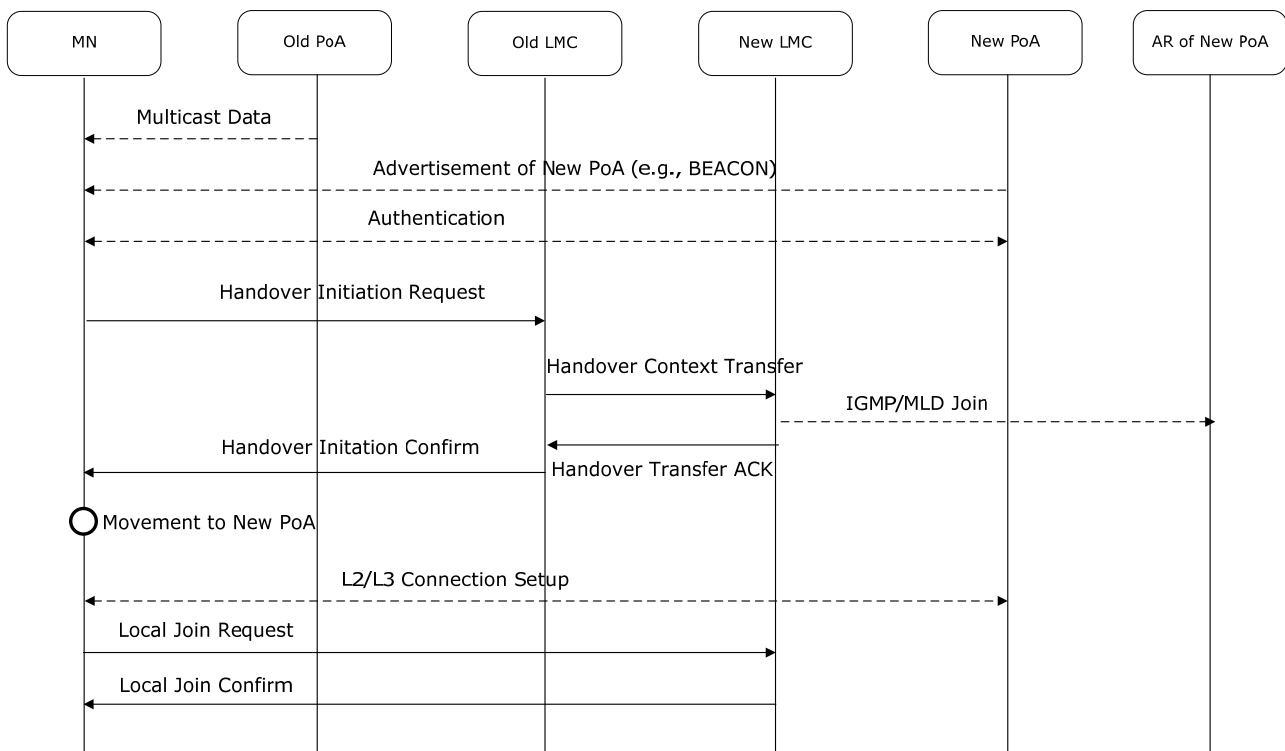 MN
Old PoA
Old LMC
New LMC
New PoA
AR of New PoA
Multicast Data
Advertisement of New PoA (e.g., BEACON)
Authentication
Handover Initiation Request
Handover Context Transfer
IGMP/MLD Join
Handover Initation Confirm
Handover Transfer ACK
Movement to New PoA
L2/L3 Connection Setup
Local Join Request
Local Join Confirm